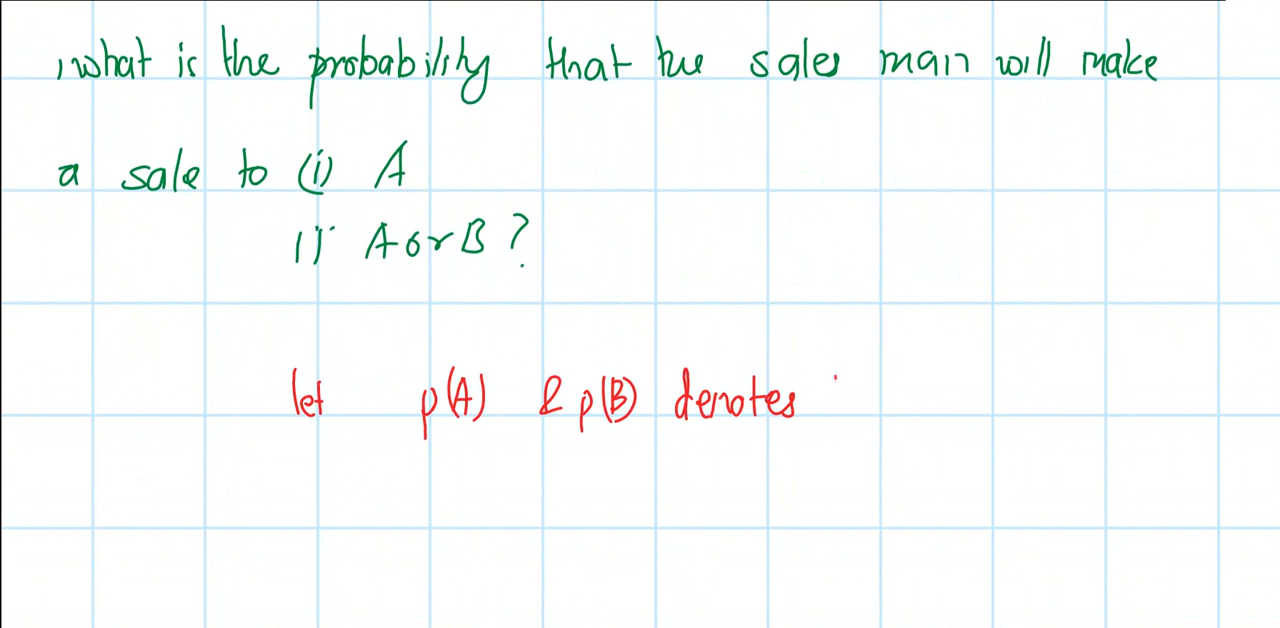 , what is the probability that the sales man will make
a sale to (i) A
ii A or B ?
let p(A) & p(B) denotes